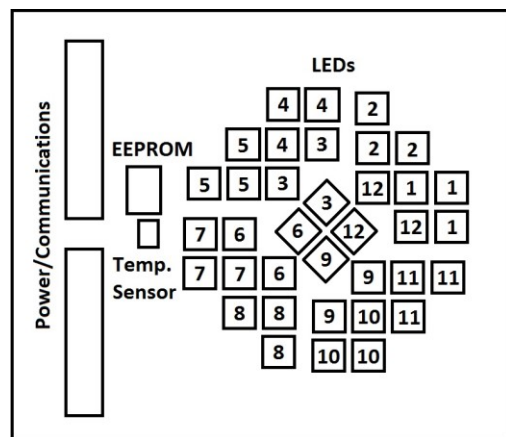 LEDs
4 4 2
EEPROM 5 4 3 2 2
5 5 3 12 1 1
3
7 6 6 12 12 1
9
Temp. 7 7 6 9 11 11
Sensor
8 8 9 10 11
8 10 10
Power/Communications